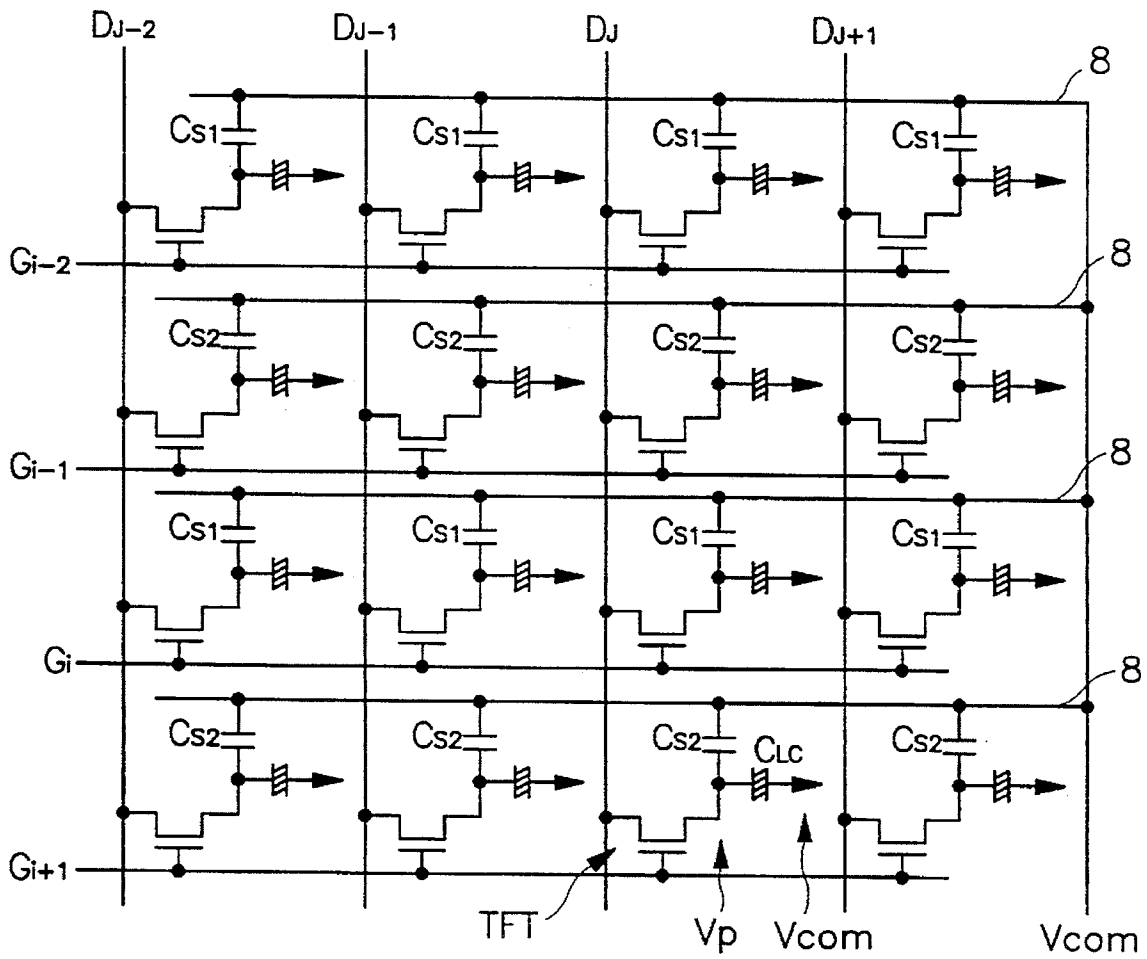 DJ-2 DJ-1 DJ DJ+1
8
CS1 CS1 CS1 CS1
Gi-2
8
CS2 CS2 CS2 CS2
Gi-1
8
CS1 CS1 CS1 CS1
Gi
8
CS2 CS2 CS2 CLC CS2
Gi+1
TFT Vp Vcom Vcom